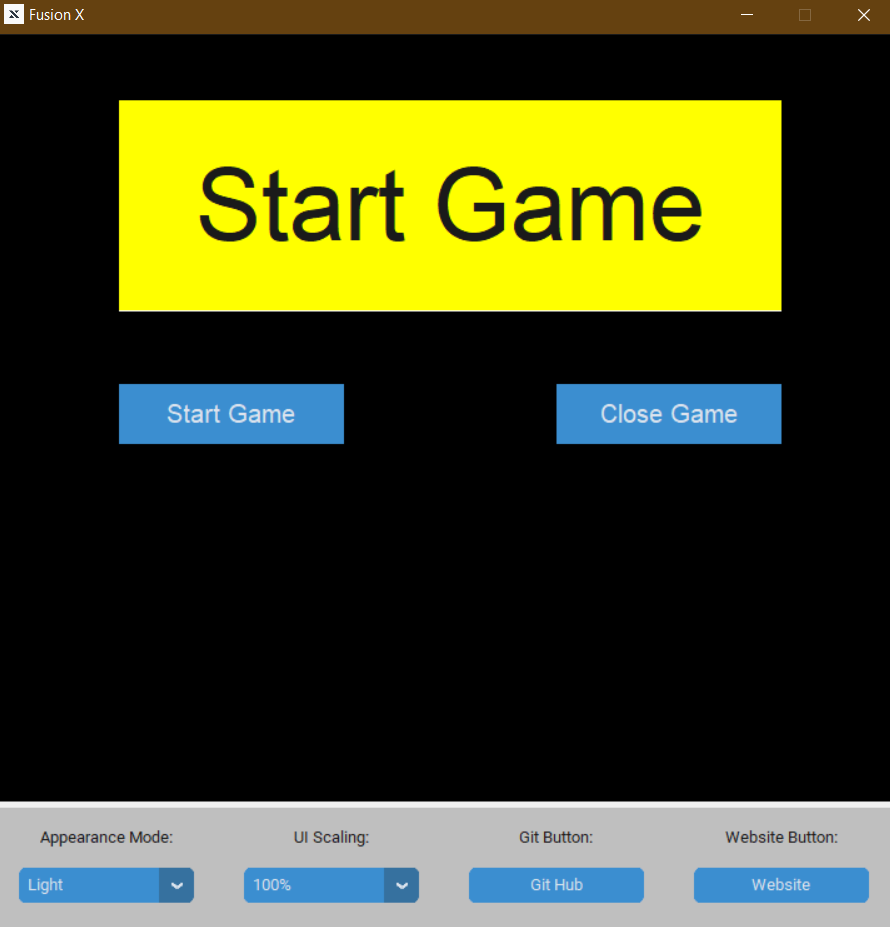 Fusion X
Start Game
Start Game Close Game
Appearance Mode: UI Scaling: Git Button: Website Button:
Light 100% Git Hub Website